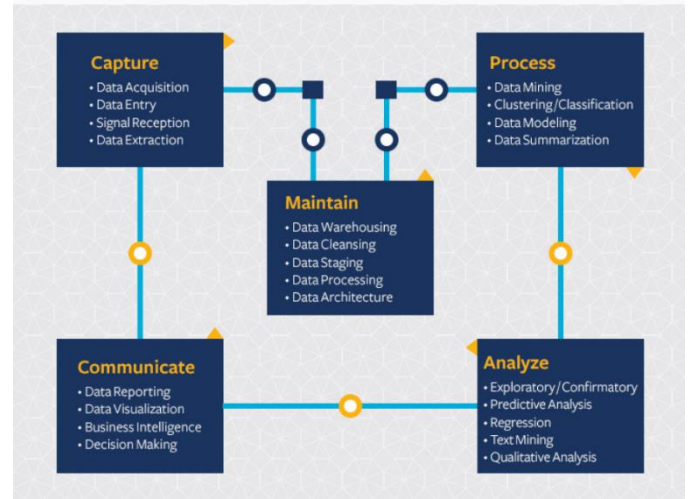 Capture
• Data Acquisition
• Data Entry
• Signal Reception
• Data Extraction
Process
• Data Mining
• Clustering/Classification
• Data Modeling
• Data Summarization
Maintain
• Data Warehousing
• Data Cleansing
• Data Staging
• Data Processing
• Data Architecture
Communicate
• Data Reporting
• Data Visualization
• Business Intelligence
• Decision Making
Analyze
• Exploratory/Confirmatory
• Predictive Analysis
• Regression
• Text Mining
• Qualitative Analysis